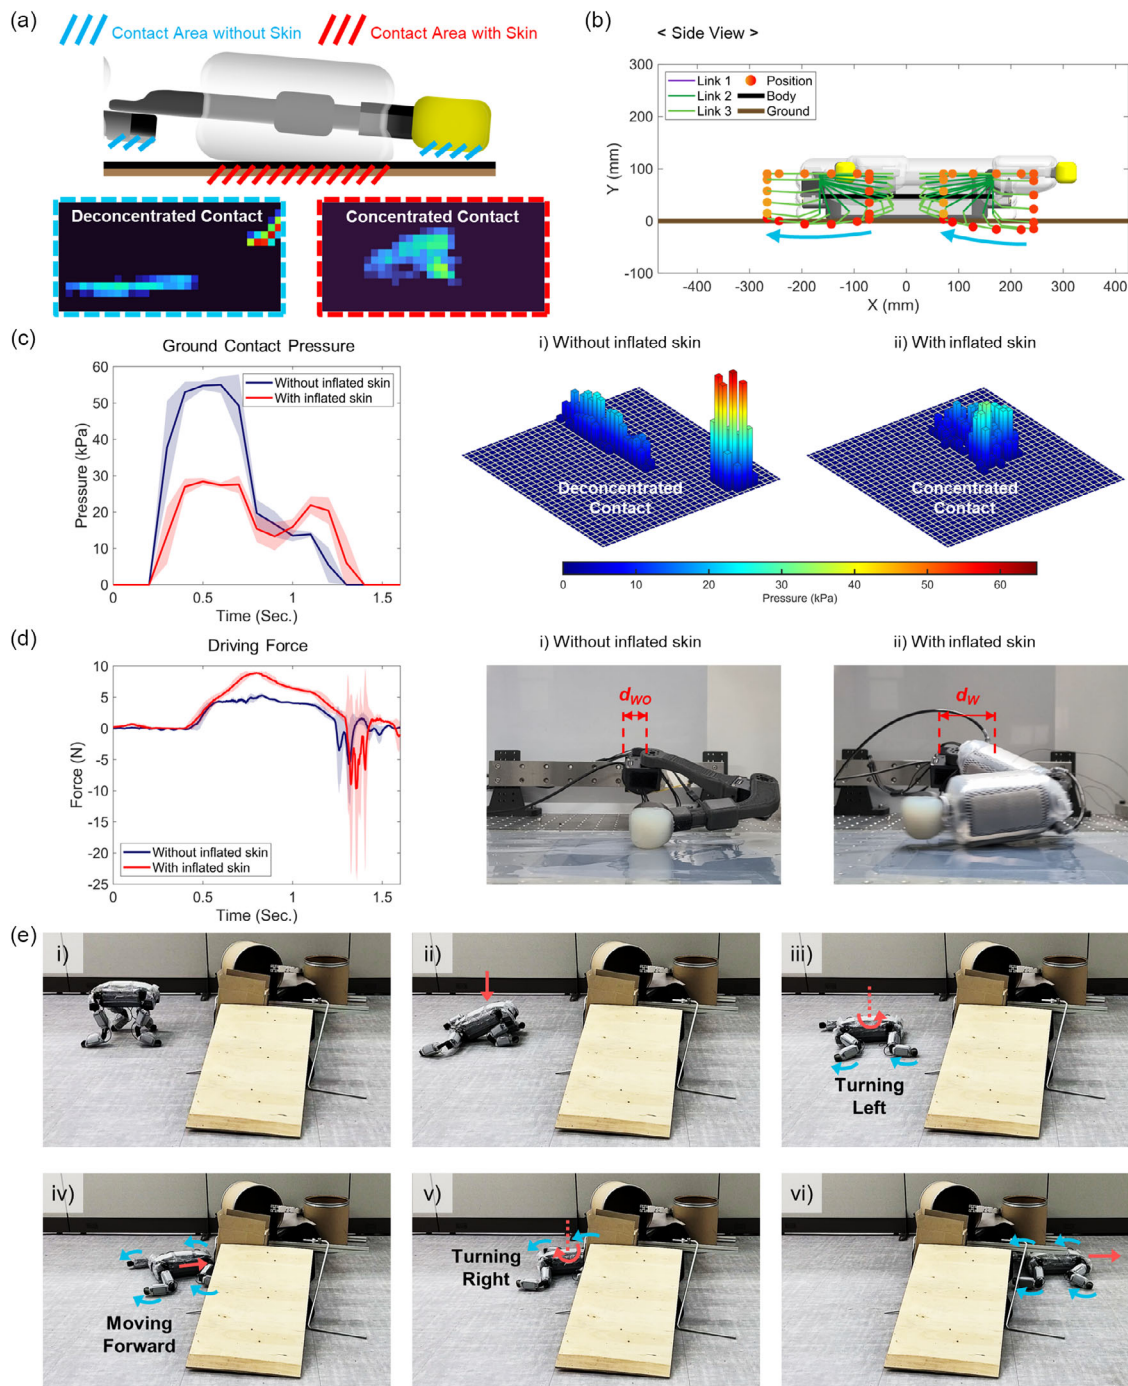 (a)
Contact Area without Skin
Contact Area with Skin
Deconcentrated Contact
Concentrated Contact
(b)
< Side View >
300
200
100
0
-100
Y (mm)
Link 1
Link 2
Link 3
Position
Body
Ground
-400 -300 -200 -100 0 100 200 300 400
X (mm)
(c)
Ground Contact Pressure
60
50
40
30
20
10
0
Pressure (kPa)
Without inflated skin
With inflated skin
0 0.5 1 1.5
Time (Sec.)
i) Without inflated skin
Deconcentrated
Contact
ii) With inflated skin
Concentrated
Contact
0 10 20 30 40 50 60
Pressure (kPa)
(d)
Driving Force
10
5
0
-5
-10
-15
-20
-25
Force (N)
Without inflated skin
With inflated skin
0 0.5 1 1.5
Time (Sec.)
i) Without inflated skin
dWO
ii) With inflated skin
dW
(e)
i)
ii)
iii)
Turning
Left
iv)
Moving
Forward
v)
Turning
Right
vi)